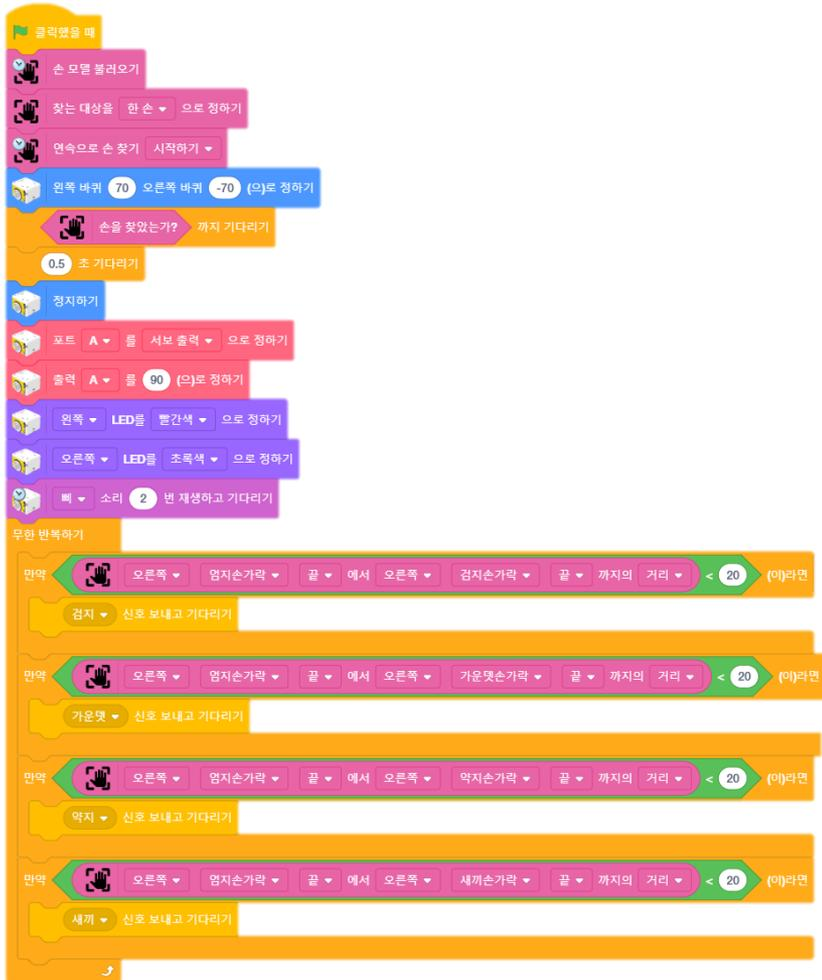 클릭했을 때
손 모델 불러오기
찾는 대상을 한 손 으로 정하기
연속으로 손 찾기 시작하기
왼쪽 바퀴 70 오른쪽 바퀴 -70 (으)로 정하기
손을 찾았는가? 까지 기다리기
0.5 초 기다리기
정지하기
포트 A 를 서보 출력 으로 정하기
출력 A 를 90 (으)로 정하기
왼쪽 LED를 빨간색 으로 정하기
오른쪽 LED를 초록색 으로 정하기
삐 소리 2 번 재생하고 기다리기
무한 반복하기
만약 오른쪽 엄지손가락 끝 에서 오른쪽 검지손가락 끝 까지의 거리 < 20 (이)라면
검지 신호 보내고 기다리기
만약 오른쪽 엄지손가락 끝 에서 오른쪽 가운뎃손가락 끝 까지의 거리 < 20 (이)라면
가운뎃 신호 보내고 기다리기
만약 오른쪽 엄지손가락 끝 에서 오른쪽 약지손가락 끝 까지의 거리 < 20 (이)라면
약지 신호 보내고 기다리기
만약 오른쪽 엄지손가락 끝 에서 오른쪽 새끼손가락 끝 까지의 거리 < 20 (이)라면
새끼 신호 보내고 기다리기